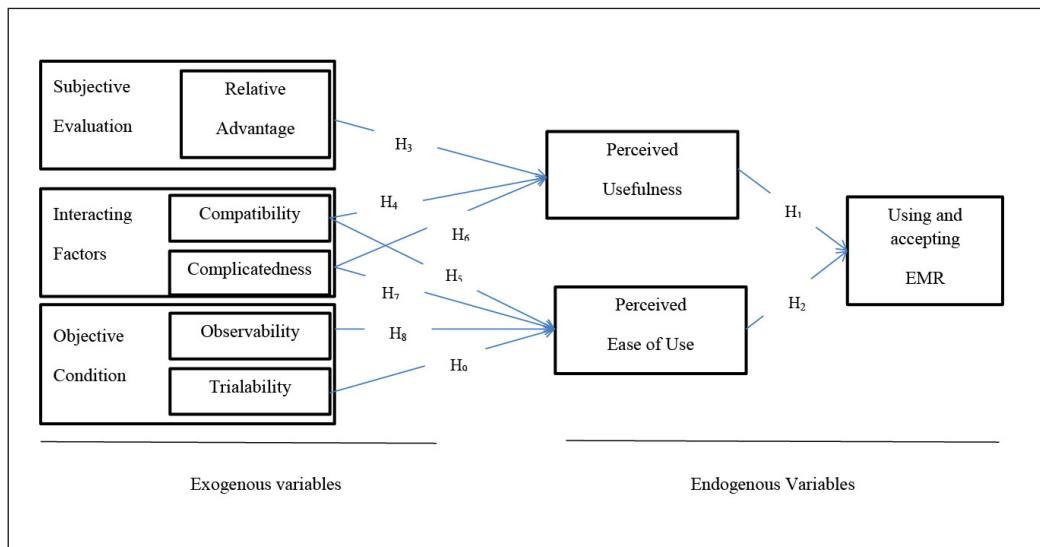 Subjective
Evaluation
Relative
Advantage
Interacting
Factors
Compatibility
Complicatedness
Objective
Condition
Observability
Trialability
H₃
H₄
H₆
H₅
H₇
H₈
H₉
Perceived
Usefulness
Perceived
Ease of Use
H₁
H₂
Using and
accepting
EMR
Exogenous variables
Endogenous Variables